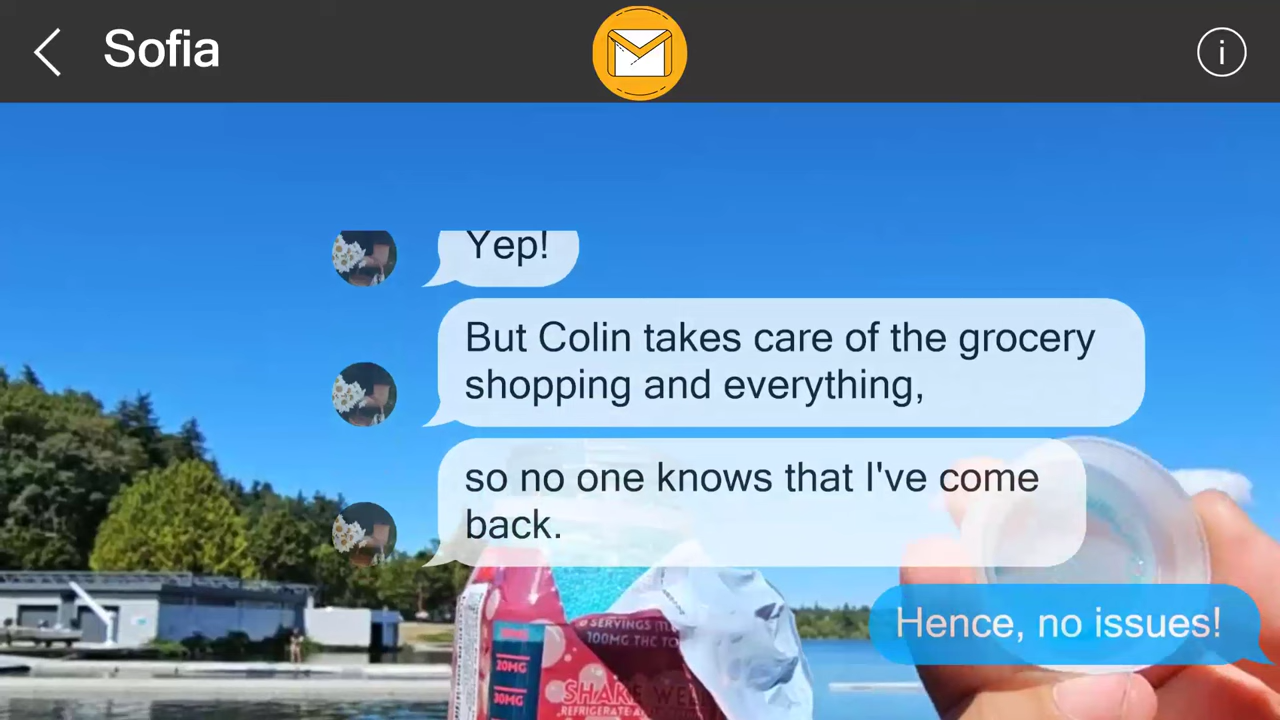 Sofia
Yep!
But Colin takes care of the grocery
shopping and everything,
so no one knows that I've come
back.
Hence, no issues!
SERVINGS
100MG THC
20MG
30MG
SHAKE WELL
REFRIGERATE